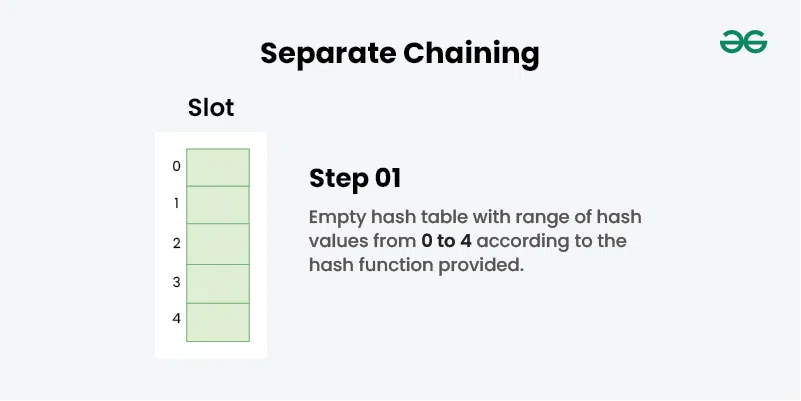 Separate Chaining
Slot
0
1
2
3
4
Step 01
Empty hash table with range of hash
values from 0 to 4 according to the
hash function provided.